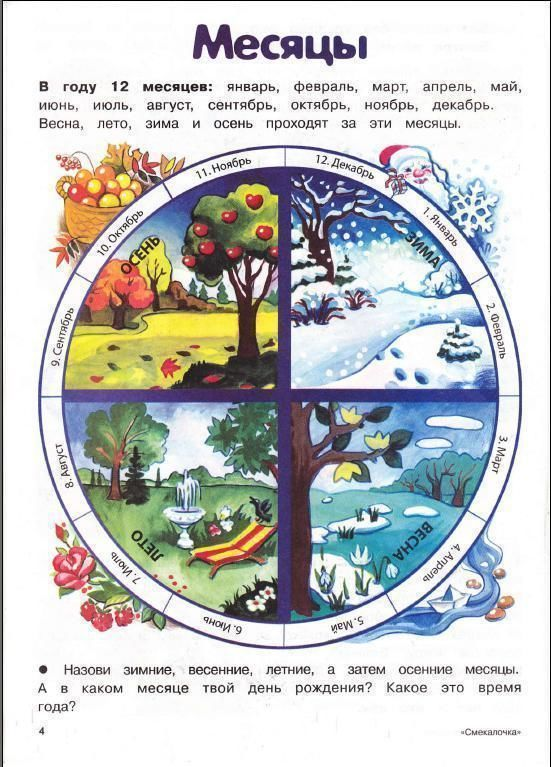 Месяцы
В году 12 месяцев: январь, февраль, март, апрель, май,
июнь, июль, август, сентябрь, октябрь, ноябрь, декабрь.
Весна, лето, зима и осень проходят за эти месяцы.
11. Ноябрь
12. Декабрь
10. Октябрь
1. Январь
ОСЕНЬ
ЗИМА
9. Сентябрь
2. Февраль
8. Август
3. Март
ЛЕТО
ВЕСНА
7. Июль
4. Апрель
6. Июнь
5. Май
● Назови зимние, весенние, летние, а затем осенние месяцы.
А в каком месяце твой день рождения? Какое это время
года?
4
«Смекалочка»